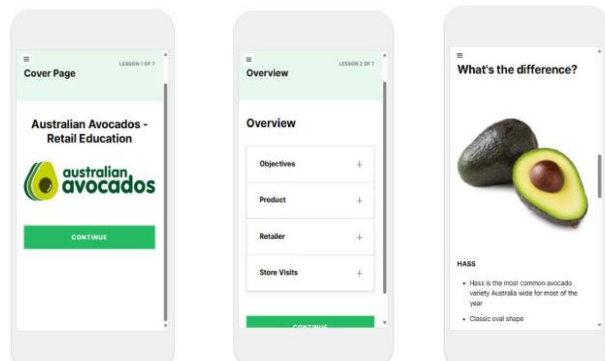 LESSON 1 OF 7
Cover Page
Australian Avocados -
Retail Education
australian
avocados
CONTINUE
LESSON 2 OF 7
Overview
Overview
Objectives
Product
Retailer
Store Visits
CONTINUE
What's the difference?
HASS
Hass is the most common avocado
variety Australia wide for most of the
year
Classic oval shape